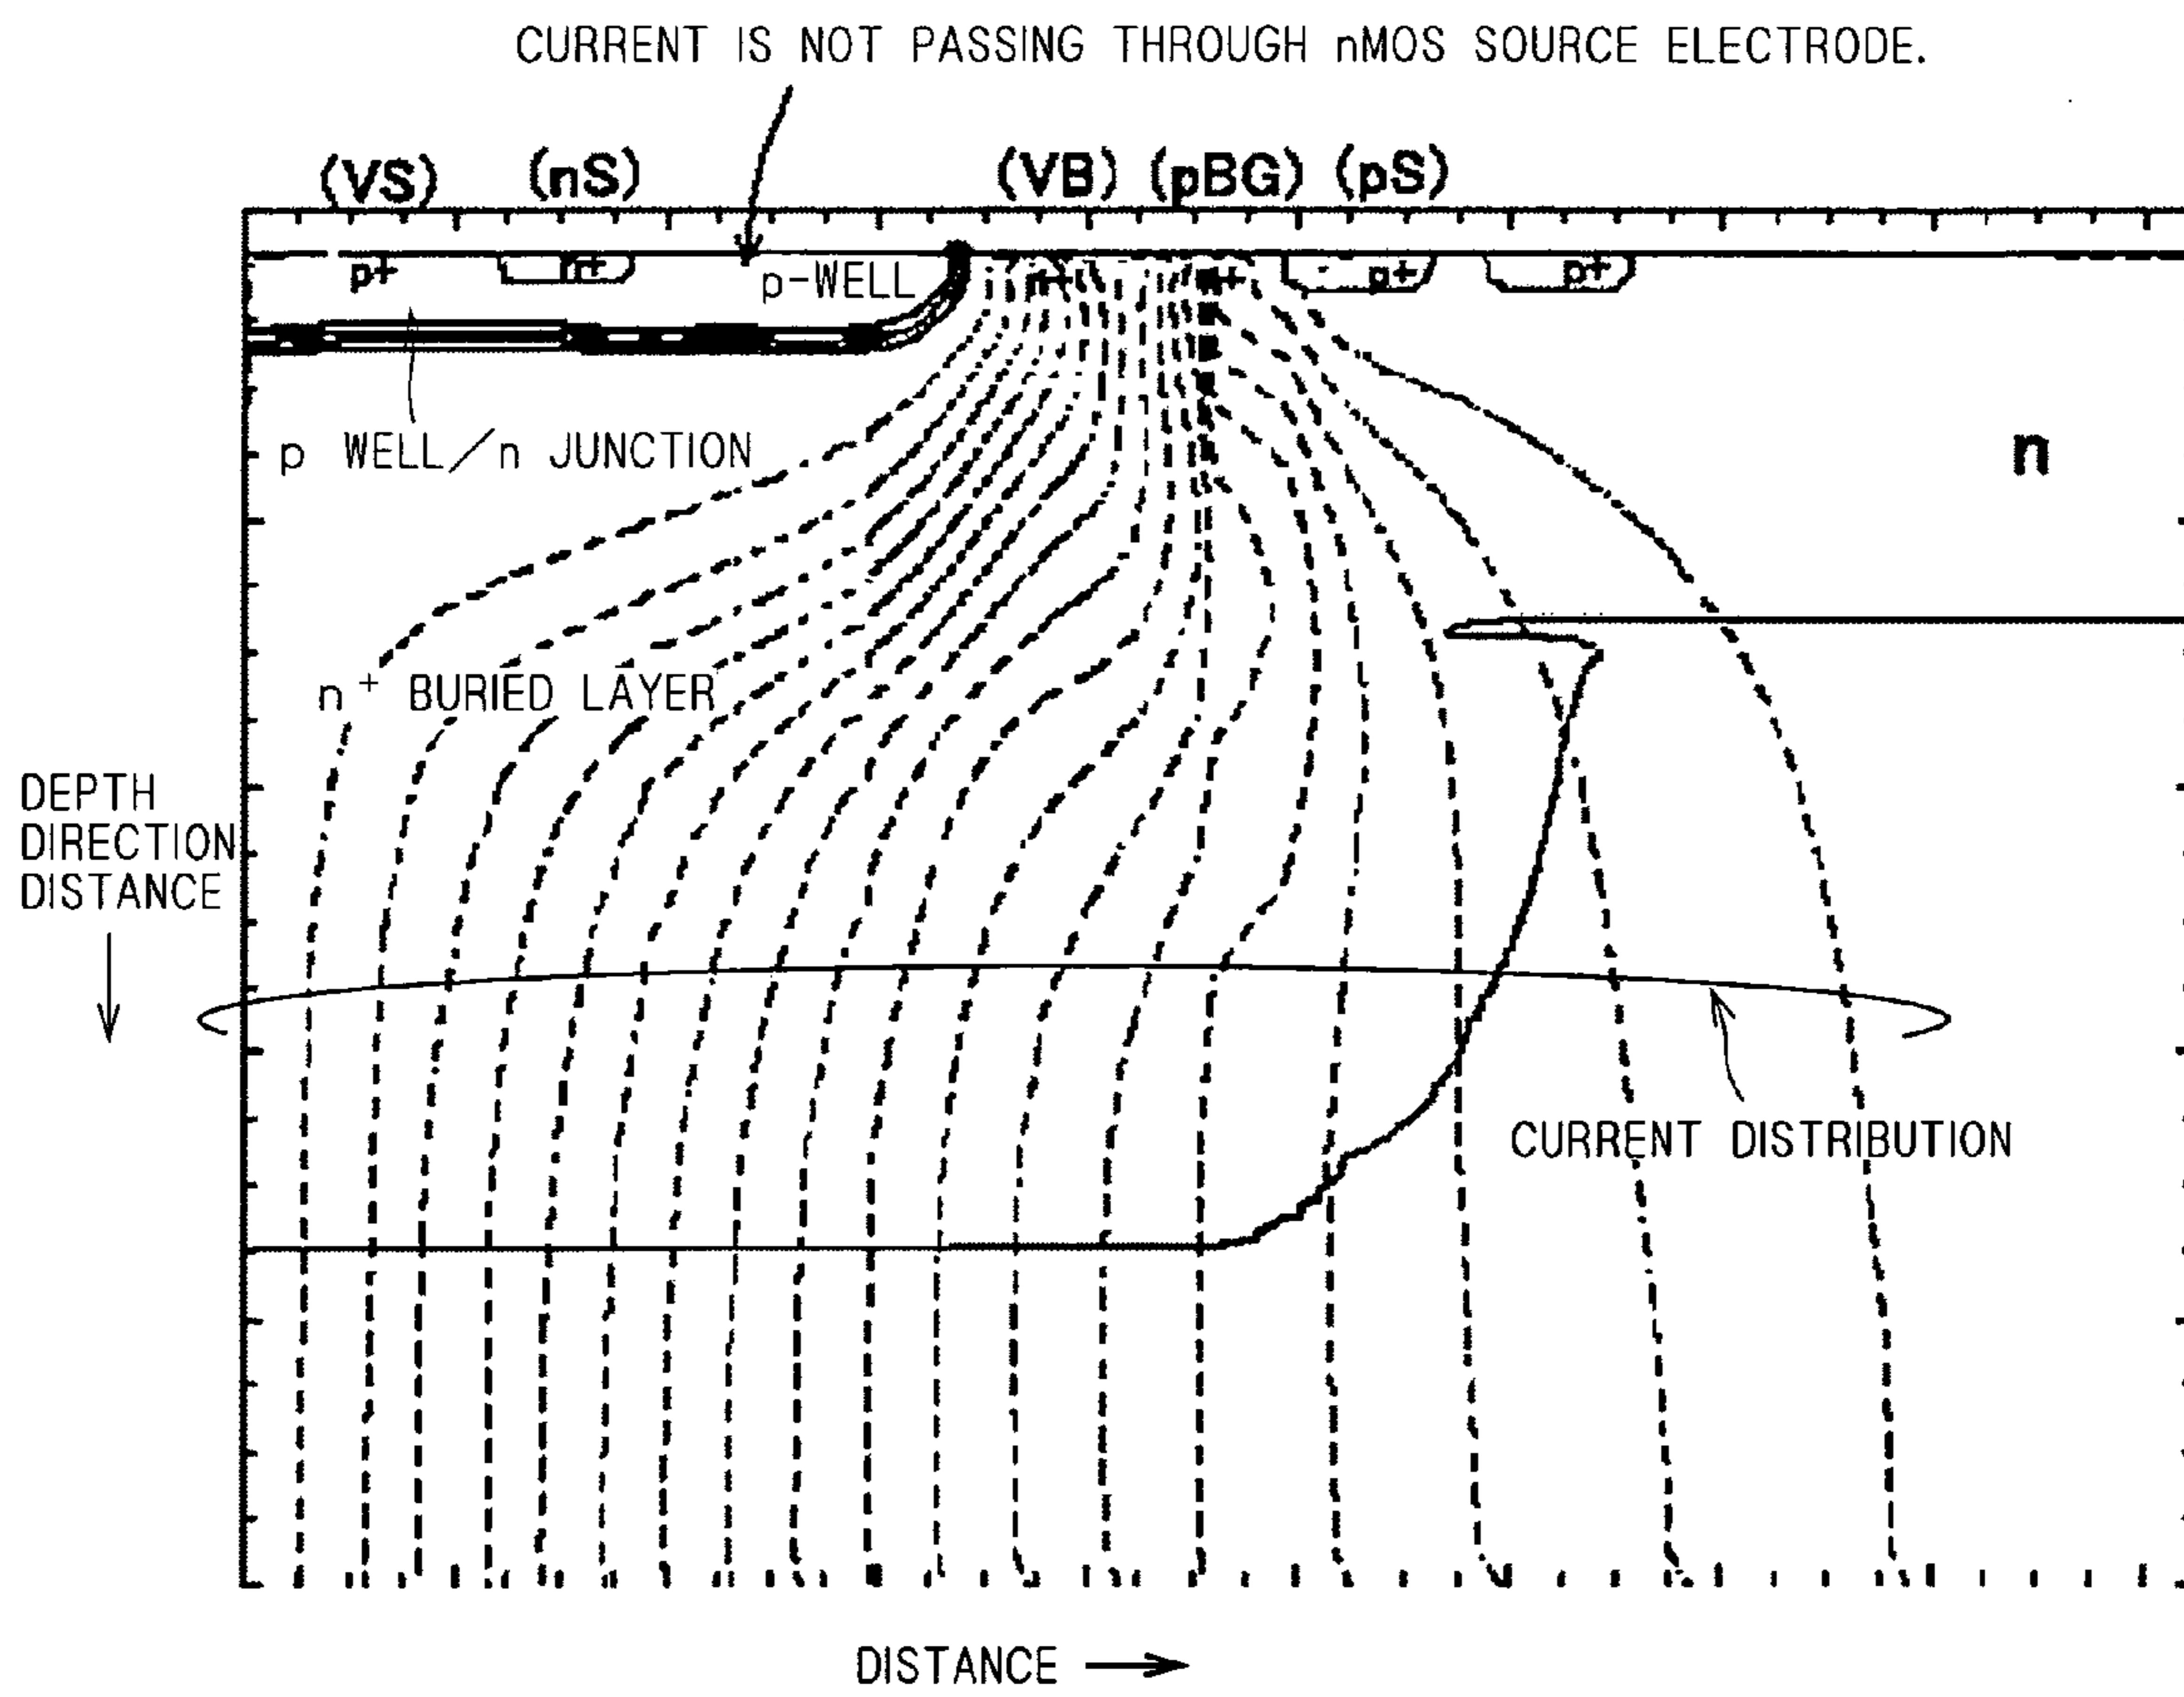 CURRENT IS NOT PASSING THROUGH nMOS SOURCE ELECTRODE.
(VS) (nS) (VB) (pBG) (pS)
p+ n+ p-WELL n+ n+ p+ p+
p WELL/n JUNCTION
n
n+ BURIED LAYER
DEPTH
DIRECTION
DISTANCE
CURRENT DISTRIBUTION
DISTANCE